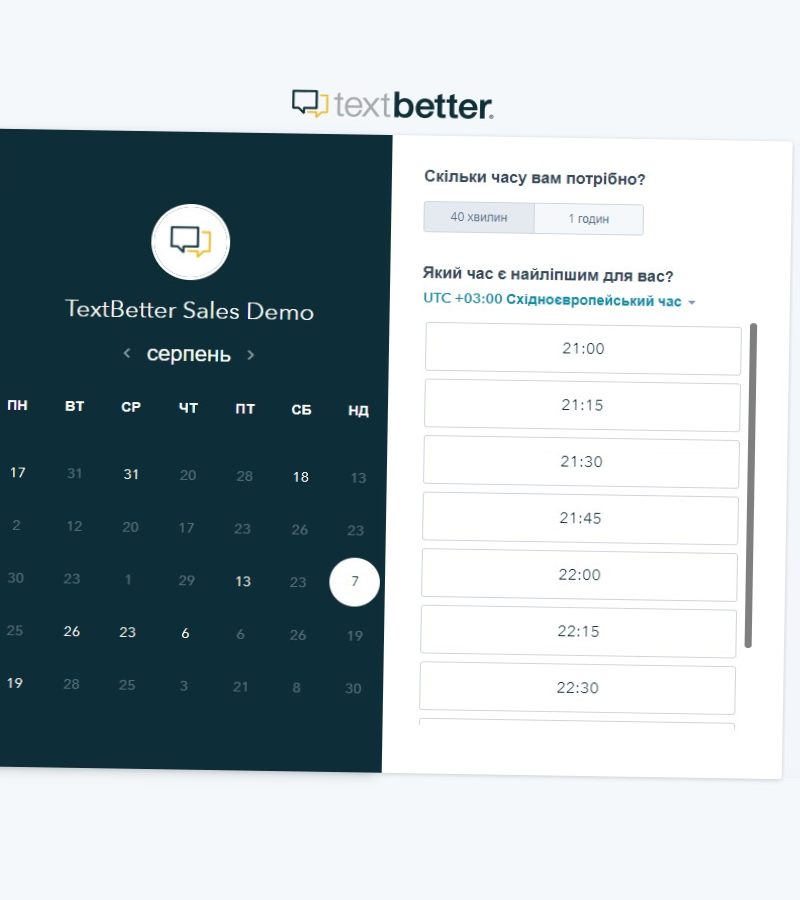 textbetter.
TextBetter Sales Demo
серпень
ПН ВТ СР ЧТ ПТ СБ НД
17 31 31 20 28 18 13
2 12 20 17 23 26 23
30 23 1 29 13 23 7
25 26 23 6 6 26 19
19 28 25 3 21 8 30
Скільки часу вам потрібно?
40 хвилин 1 годин
Який час є найліпшим для вас?
UTC +03:00 Східноєвропейський час
21:00
21:15
21:30
21:45
22:00
22:15
22:30